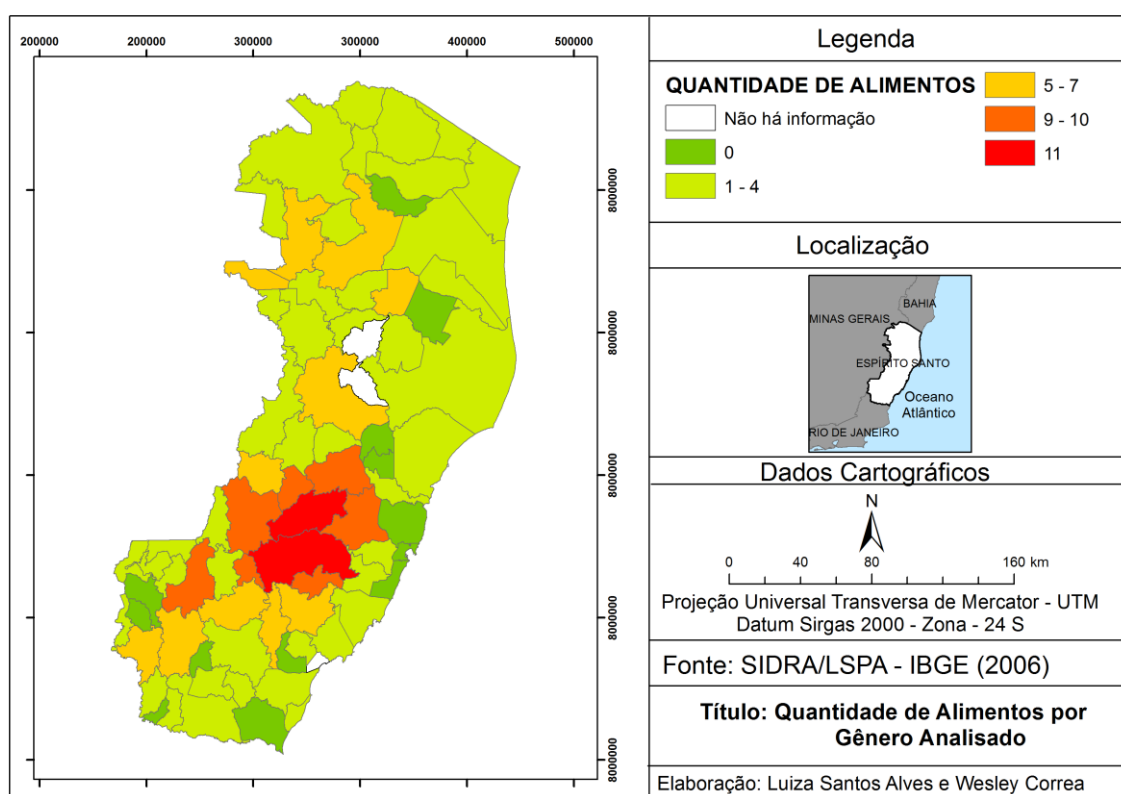 200000 200000 300000 300000 400000 500000
8000000
8000000
8000000
8000000
8000000
Legenda
QUANTIDADE DE ALIMENTOS
Não há informação
0
1 - 4
5 - 7
9 - 10
11
Localização
BAHIA
MINAS GERAIS
ESPÍRITO SANTO
Oceano
Atlântico
RIO DE JANEIRO
Dados Cartográficos
N
0 40 80 160 km
Projeção Universal Transversa de Mercator - UTM
Datum Sirgas 2000 - Zona - 24 S
Fonte: SIDRA/LSPA - IBGE (2006)
Título: Quantidade de Alimentos por
Gênero Analisado
Elaboração: Luiza Santos Alves e Wesley Correa